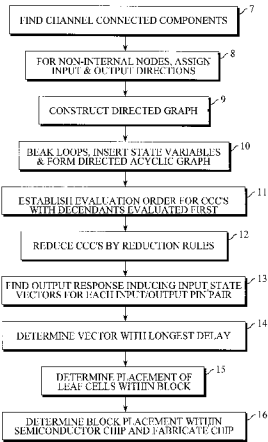 FIND CHANNEL CONNECTED COMPONENTS
7
FOR NON-INTERNAL NODES, ASSIGN
INPUT & OUTPUT DIRECTIONS
8
CONSTRUCT DIRECTED GRAPH
9
BEAK LOOPS, INSERT STATE VARIABLES
& FORM DIRECTED ACYCLIC GRAPH
10
ESTABLISH EVALUATION ORDER FOR CCC'S
WITH DECENDANTS EVALUATED FIRST
11
REDUCE CCC'S BY REDUCTION RULES
12
FIND OUTPUT RESPONSE INDUCING INPUT STATE
VECTORS FOR EACH INPUT/OUTPUT PIN PAIR
13
DETERMINE VECTOR WITH LONGEST DELAY
14
DETERMINE PLACEMENT OF
LEAF CELLS WITHIN BLOCK
15
DETERMINE BLOCK PLACEMENT WITHIN
SEMICONDUCTOR CHIP AND FABRICATE CHIP
16